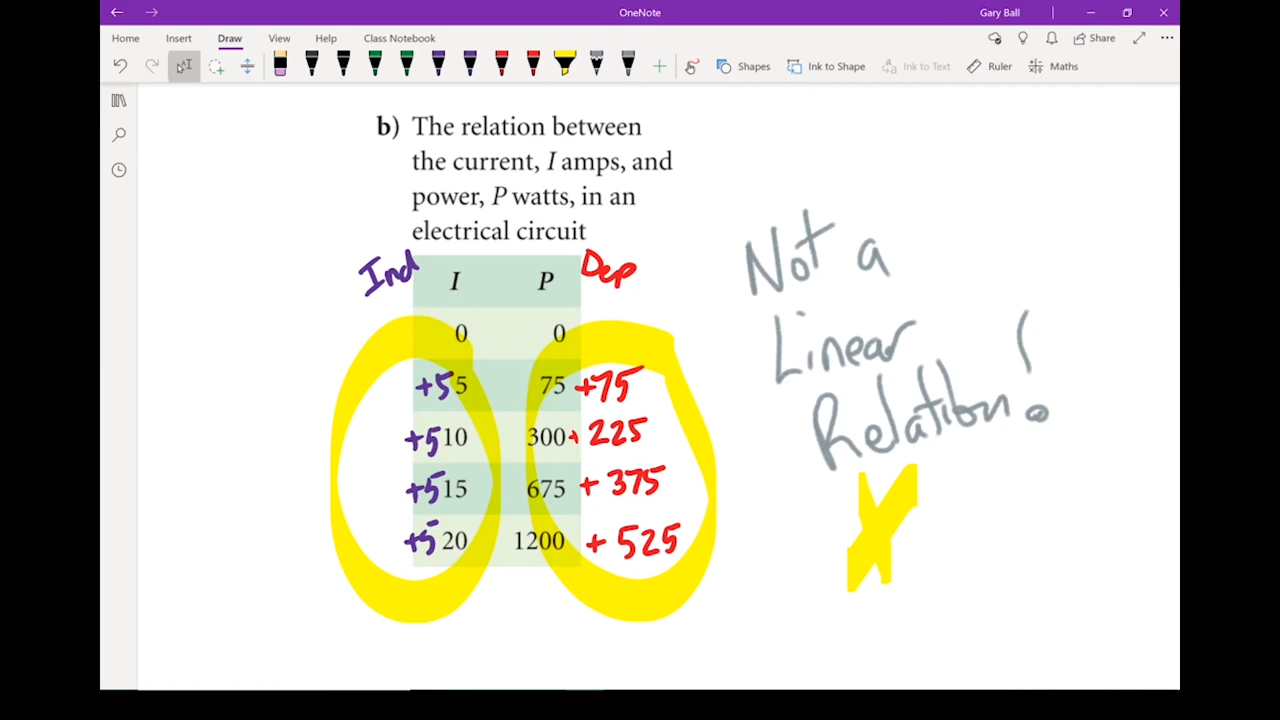 OneNote
Gary Ball
Home Insert Draw View Help Class Notebook
Share
Shapes Ink to Shape Ink to Text Ruler Maths
b) The relation between
the current, I amps, and
power, P watts, in an
electrical circuit
Ind I P Dep
0 0
+5 5 75 +75
+5 10 300 + 225
+5 15 675 + 375
+5 20 1200 + 525
Not a
Linear
Relation!